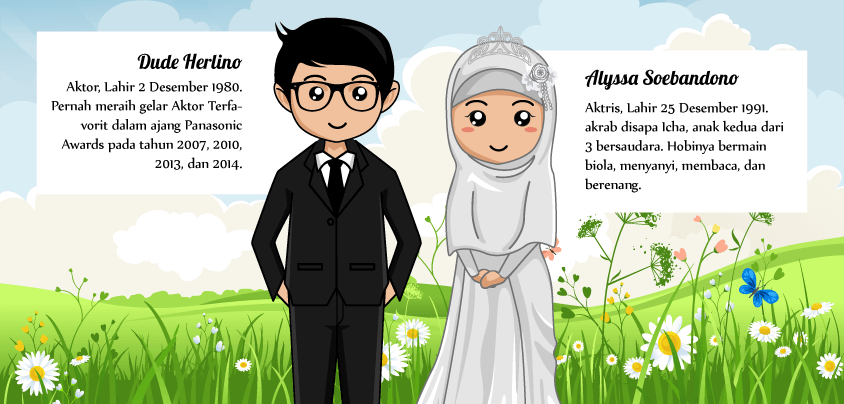 Dude Herlino
Aktor, Lahir 2 Desember 1980.
Pernah meraih gelar Aktor Terfa-
vorit dalam ajang Panasonic
Awards pada tahun 2007, 2010,
2013, dan 2014.
Alyssa Soebandono
Aktris, Lahir 25 Desember 1991.
akrab disapa Icha, anak kedua dari
3 bersaudara. Hobinya bermain
biola, menyanyi, membaca, dan
berenang.